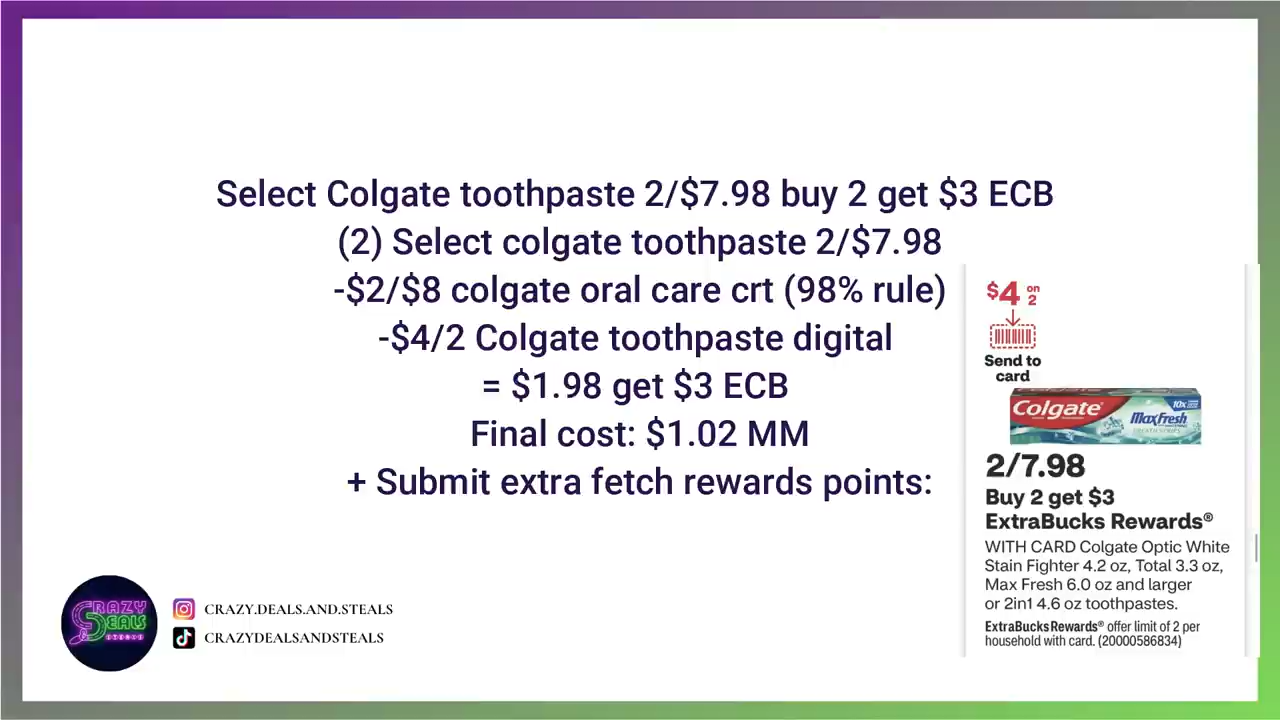 Select Colgate toothpaste 2/$7.98 buy 2 get $3 ECB
(2) Select colgate toothpaste 2/$7.98
-$2/$8 colgate oral care crt (98% rule)
-$4/2 Colgate toothpaste digital
= $1.98 get $3 ECB
Final cost: $1.02 MM
+ Submit extra fetch rewards points:
$4 on 2
Send to
card
Colgate
MaxFresh
10x
2/7.98
Buy 2 get $3
ExtraBucks Rewards®
WITH CARD Colgate Optic White
Stain Fighter 4.2 oz, Total 3.3 oz,
Max Fresh 6.0 oz and larger
or 2in1 4.6 oz toothpastes.
ExtraBucks Rewards® offer limit of 2 per
household with card. (20000586834)
CRAZY
DEALS
& STEALS
CRAZY.DEALS.AND.STEALS
CRAZYDEALSANDSTEALS